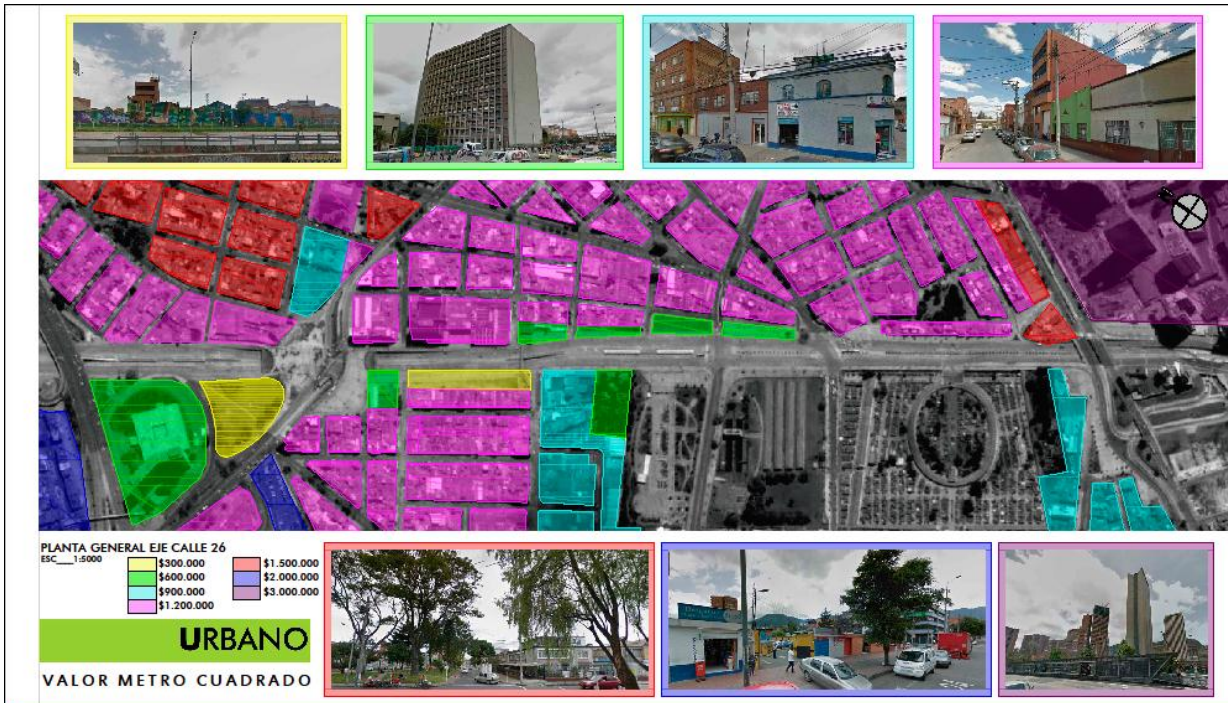 PLANTA GENERAL EJE CALLE 26
ESC___1:5000
$300.000
$600.000
$900.000
$1.200.000
$1.500.000
$2.000.000
$3.000.000
URBANO
VALOR METRO CUADRADO